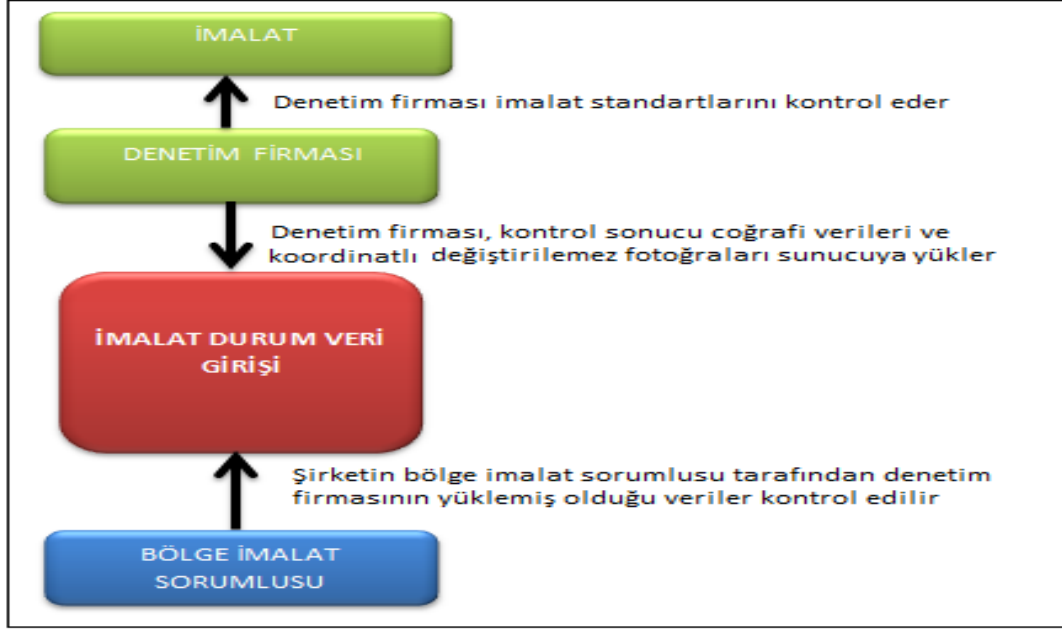 İMALAT
Denetim firması imalat standartlarını kontrol eder
DENETİM FİRMASI
Denetim firması, kontrol sonucu coğrafi verileri ve
koordinatlı değiştirilemez fotoğraları sunucuya yükler
İMALAT DURUM VERİ
GİRİŞİ
Şirketin bölge imalat sorumlusu tarafından denetim
firmasının yüklemiş olduğu veriler kontrol edilir
BÖLGE İMALAT
SORUMLUSU